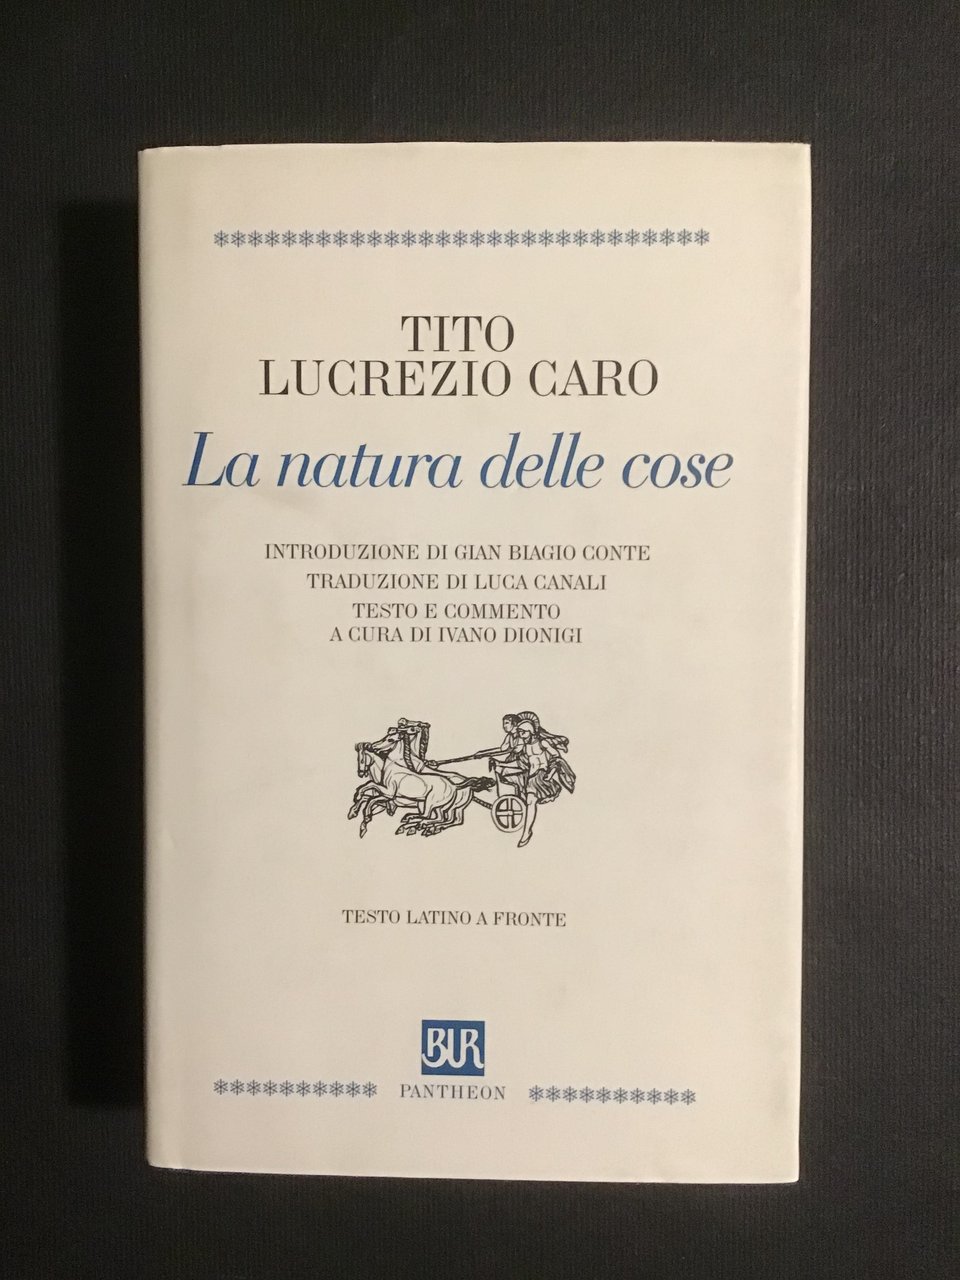 TITO
LUCREZIO CARO
La natura delle cose
INTRODUZIONE DI GIAN BIAGIO CONTE
TRADUZIONE DI LUCA CANALI
TESTO E COMMENTO
A CURA DI IVANO DIONIGI
TESTO LATINO A FRONTE
BUR
PANTHEON